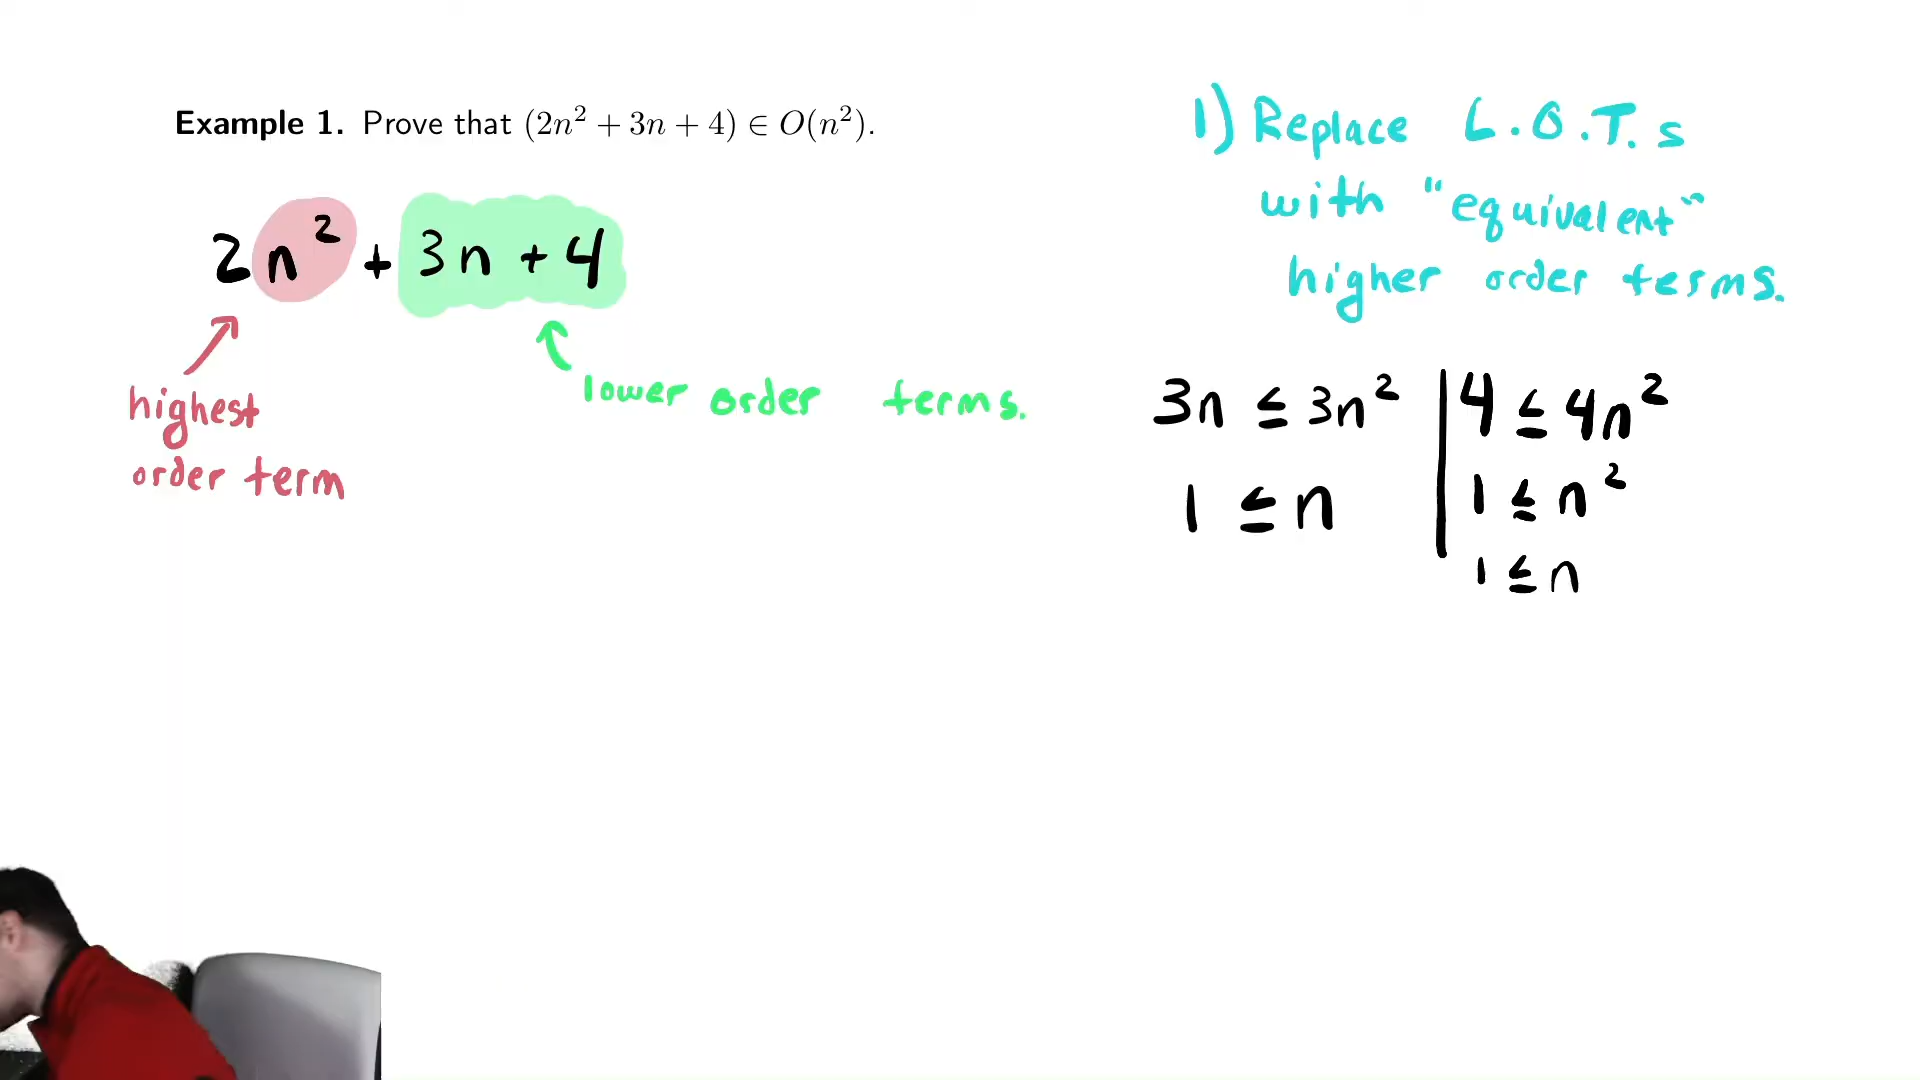 Example 1. Prove that (2n² + 3n + 4) ∈ O(n²).
2n² + 3n + 4
highest
order term
lower order terms.
1) Replace L.O.T.s
with "equivalent"
higher order terms.
3n ≤ 3n² | 4 ≤ 4n²
1 ≤ n | 1 ≤ n²
1 ≤ n